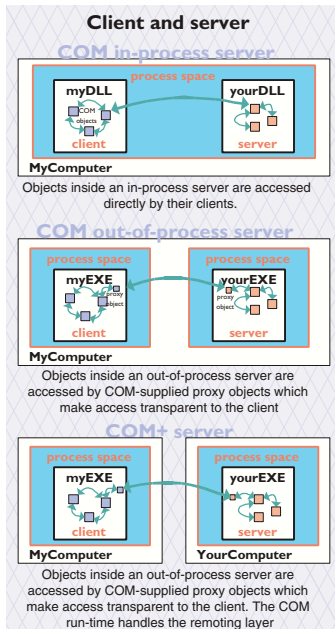 Client and server
COM in-process server
process space
myDLL
yourDLL
COM
objects
client
server
MyComputer
Objects inside an in-process server are accessed
directly by their clients.
COM out-of-process server
process space
process space
myEXE
yourEXE
proxy
object
proxy
object
client
server
MyComputer
Objects inside an out-of-process server are
accessed by COM-supplied proxy objects which
make access transparent to the client
COM+ server
process space
process space
myEXE
yourEXE
client
server
MyComputer
YourComputer
Objects inside an out-of-process server are
accessed by COM-supplied proxy objects which
make access transparent to the client. The COM
run-time handles the remoting layer